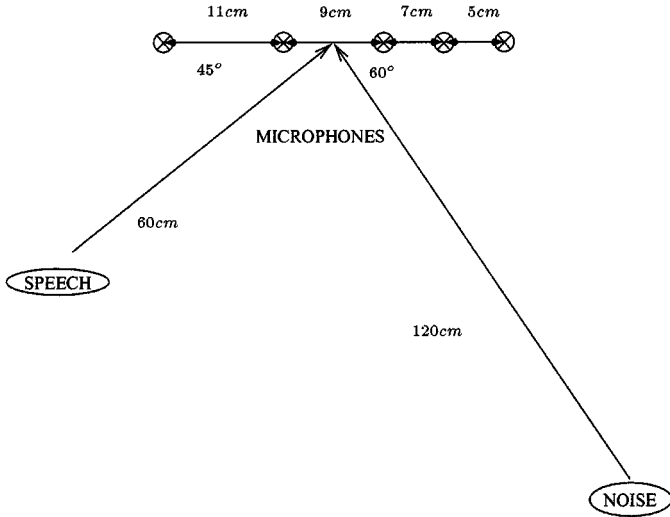 11cm 9cm 7cm 5cm
45° 60°
MICROPHONES
60cm
SPEECH
120cm
NOISE